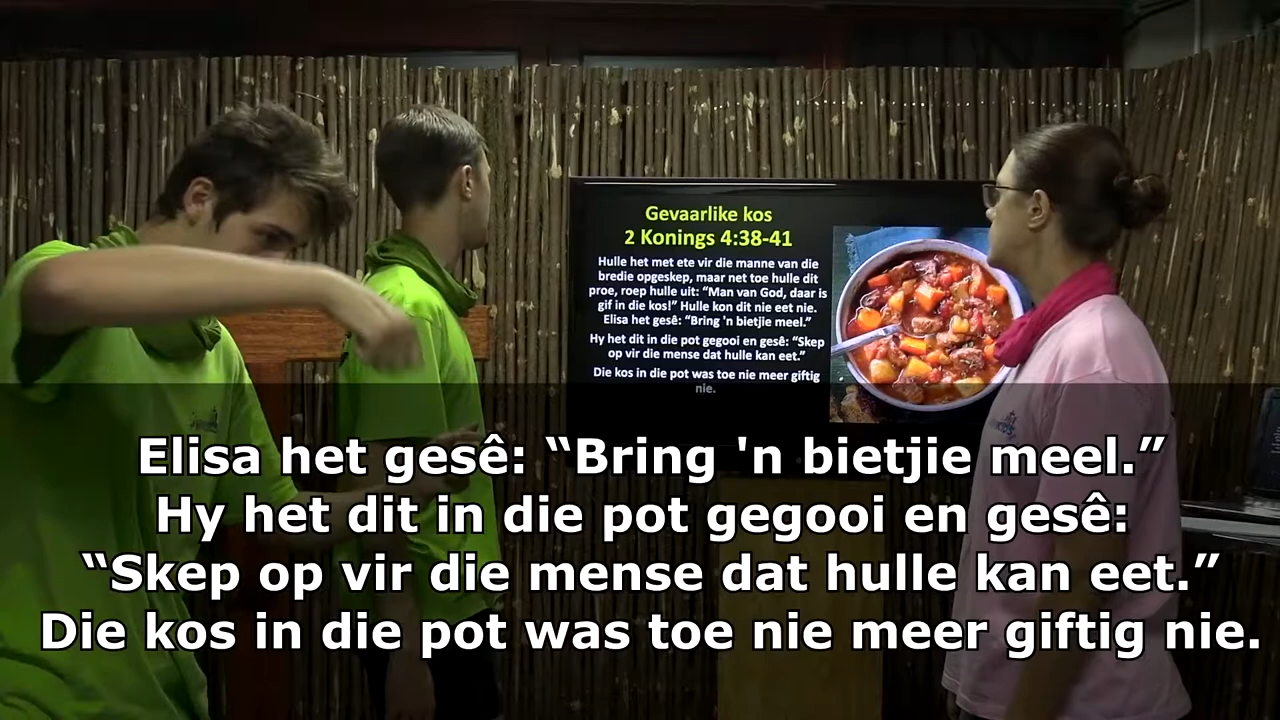 Gevaarlike kos
2 Konings 4:38-41
Hulle het met ete vir die manne van die
bredie opgeskep, maar net toe hulle dit
proe, roep hulle uit: “Man van God, daar is
gif in die kos!” Hulle kon dit nie eet nie.
Elisa het gesê: “Bring 'n bietjie meel.”
Hy het dit in die pot gegooi en gesê: “Skep
op vir die mense dat hulle kan eet.”
Die kos in die pot was toe nie meer giftig
nie.
Elisa het gesê: “Bring 'n bietjie meel.”
Hy het dit in die pot gegooi en gesê:
“Skep op vir die mense dat hulle kan eet.”
Die kos in die pot was toe nie meer giftig nie.